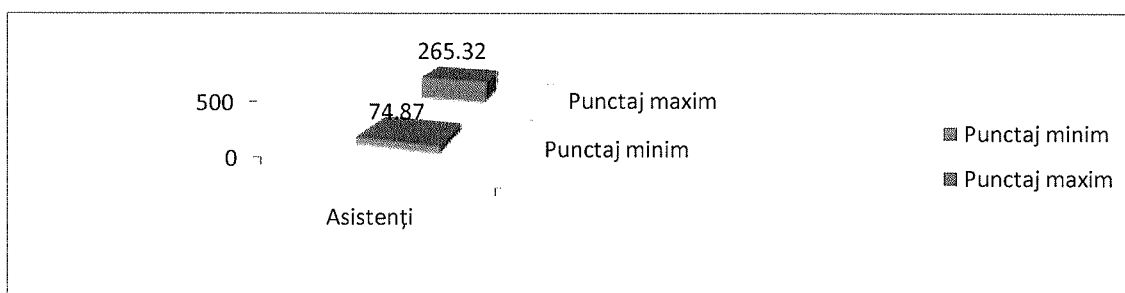 265.32
500
74.87
Punctaj maxim
0
Punctaj minim
Asistenți
Punctaj minim
Punctaj maxim